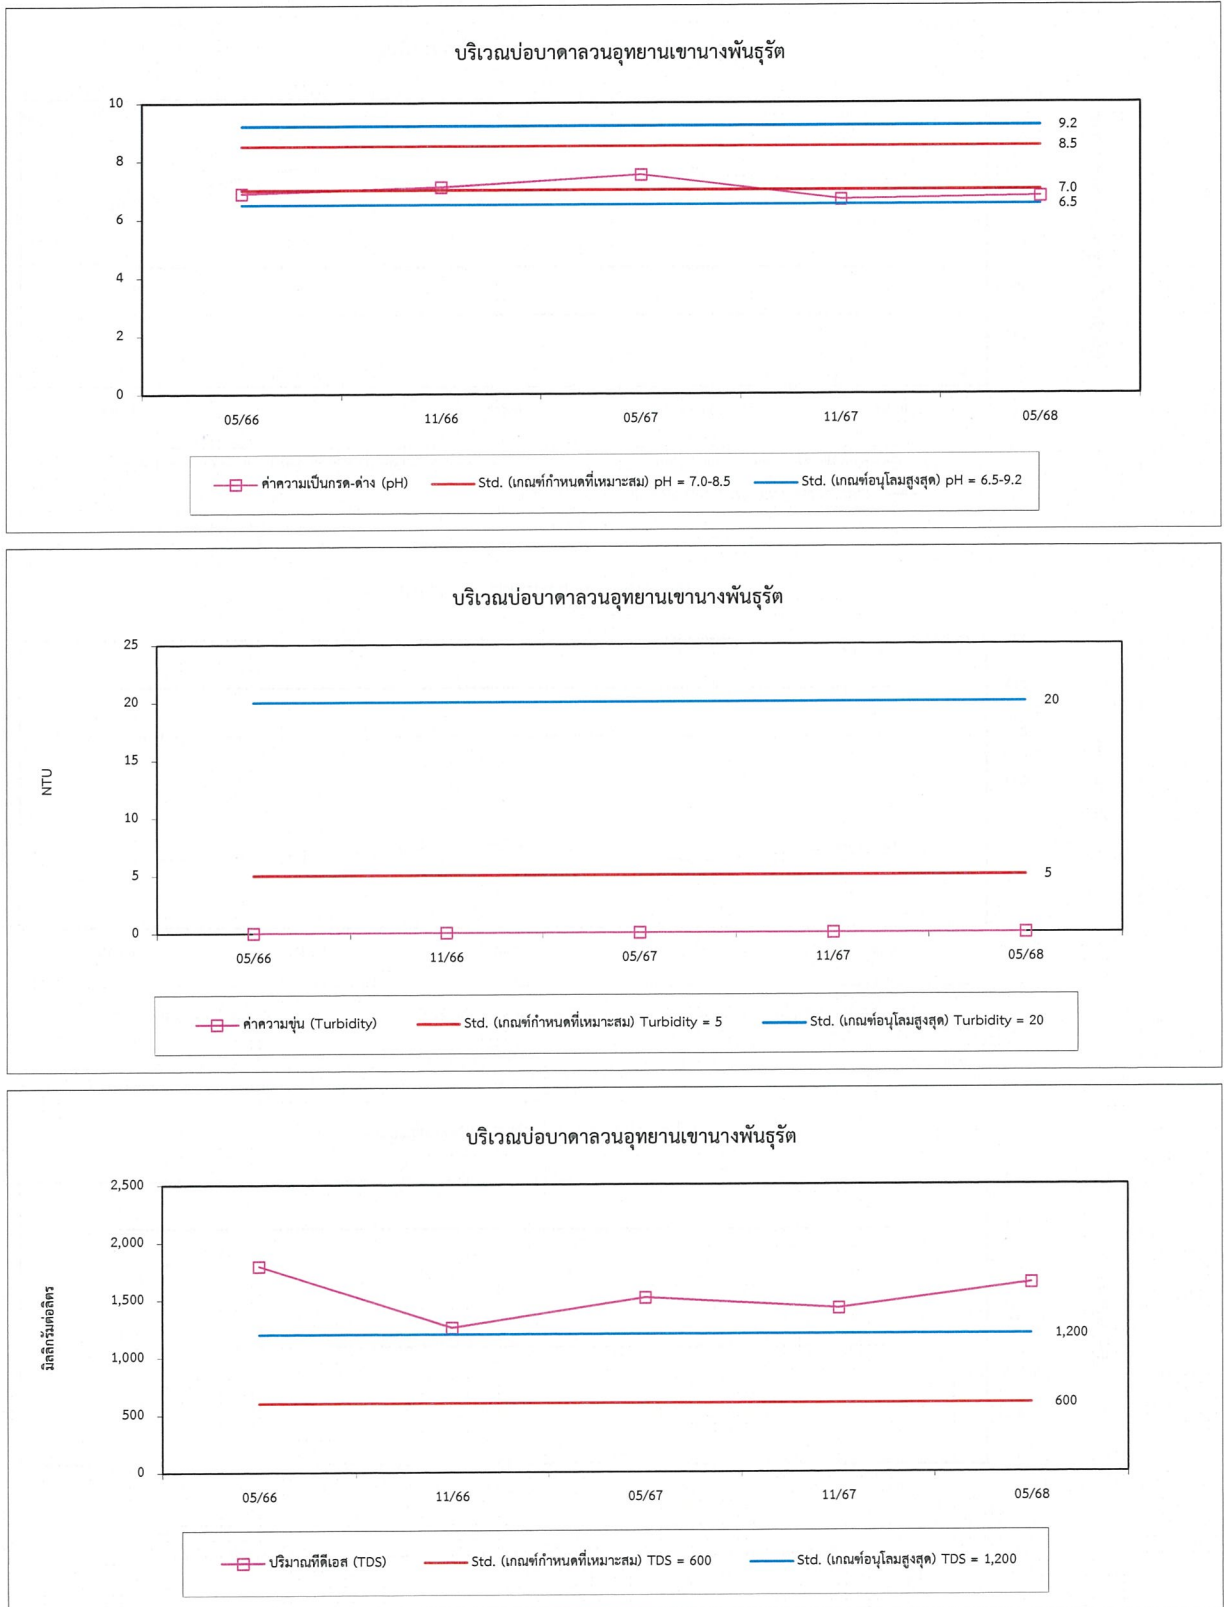 บริเวณบ่อบาดาลวนอุทยานเขานางพันธุรัต
10
8
6
4
2
0
9.2
8.5
7.0
6.5
05/66 11/66 05/67 11/67 05/68
ค่าความเป็นกรด-ด่าง (pH) Std. (เกณฑ์กำหนดที่เหมาะสม) pH = 7.0-8.5 Std. (เกณฑ์อนุโลมสูงสุด) pH = 6.5-9.2
บริเวณบ่อบาดาลวนอุทยานเขานางพันธุรัต
NTU
25
20
15
10
5
0
20
5
05/66 11/66 05/67 11/67 05/68
ค่าความขุ่น (Turbidity) Std. (เกณฑ์กำหนดที่เหมาะสม) Turbidity = 5 Std. (เกณฑ์อนุโลมสูงสุด) Turbidity = 20
บริเวณบ่อบาดาลวนอุทยานเขานางพันธุรัต
มิลลิกรัมต่อลิตร
2,500
2,000
1,500
1,000
500
0
1,200
600
05/66 11/66 05/67 11/67 05/68
ปริมาณทีดีเอส (TDS) Std. (เกณฑ์กำหนดที่เหมาะสม) TDS = 600 Std. (เกณฑ์อนุโลมสูงสุด) TDS = 1,200